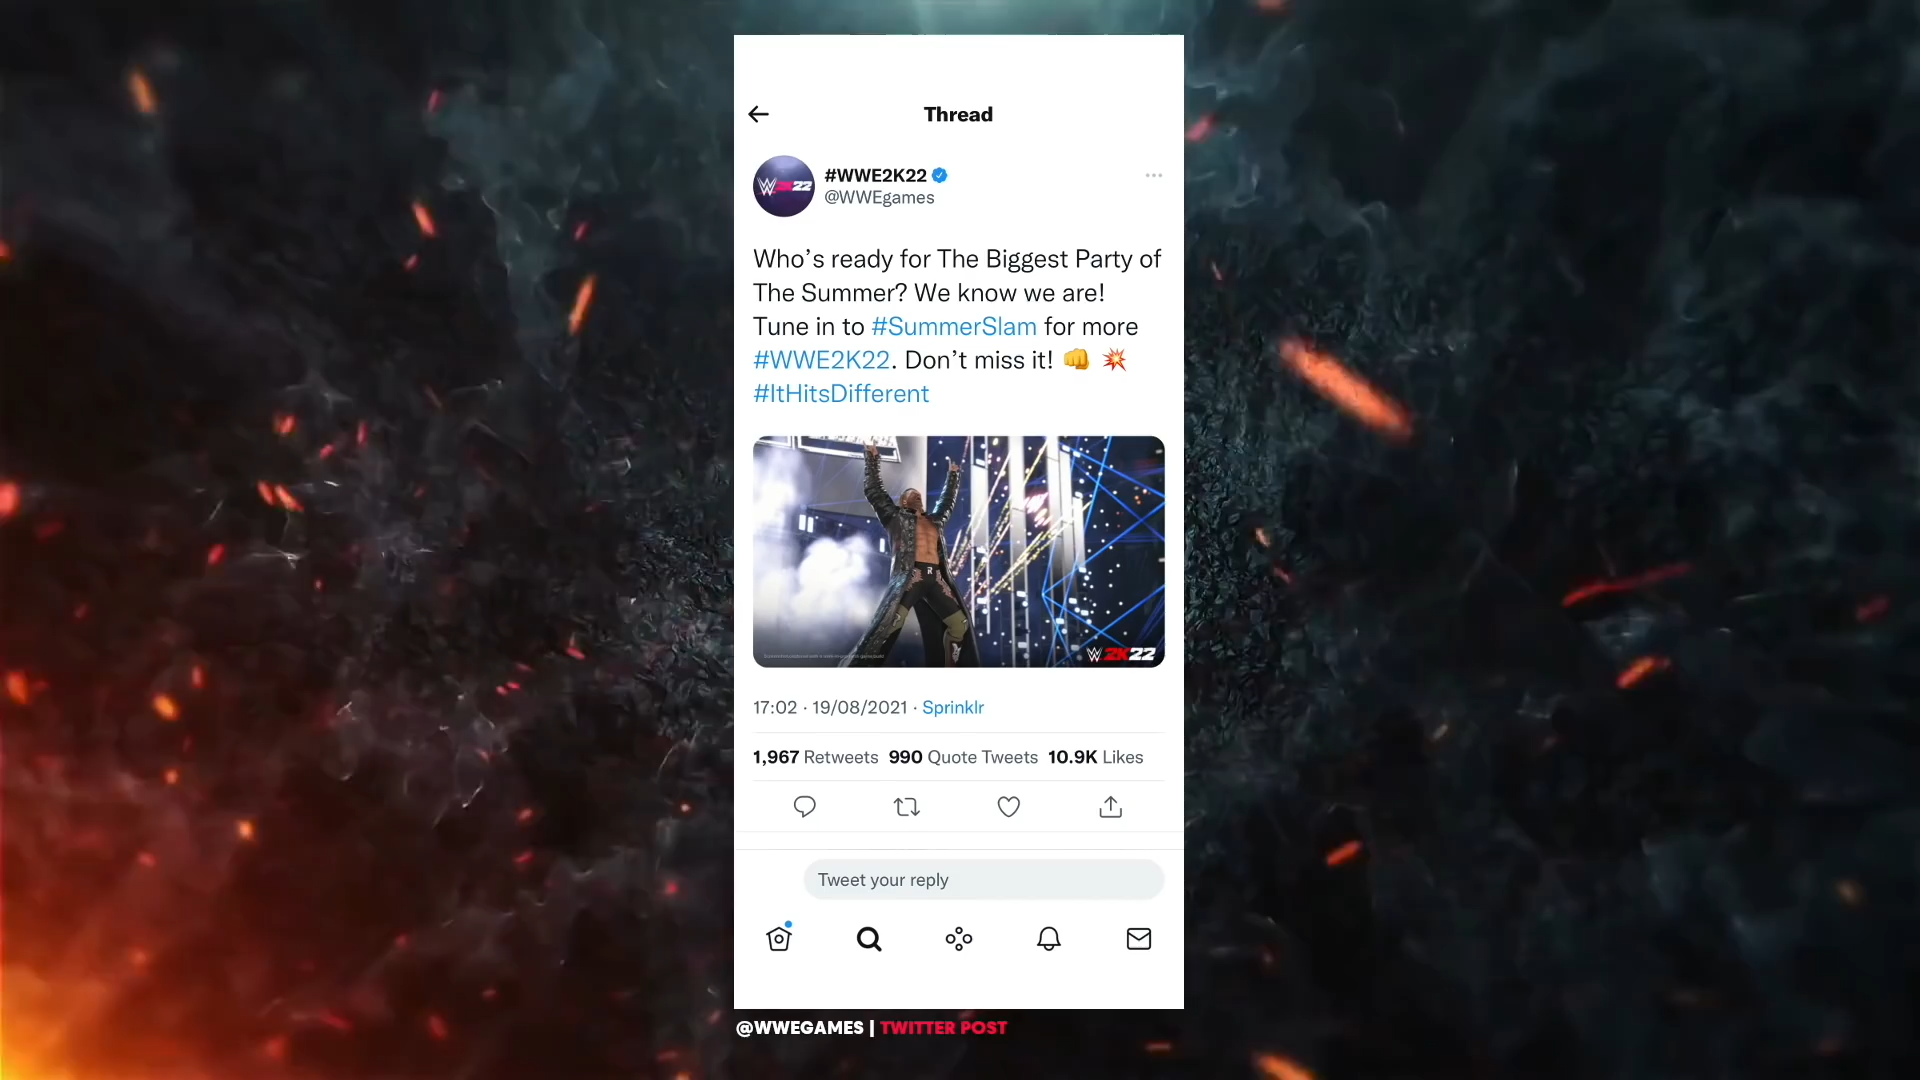 Thread
#WWE2K22
W 2K22
@WWEgames
Who's ready for The Biggest Party of
The Summer? We know we are!
Tune in to #SummerSlam for more
#WWE2K22. Don't miss it! 👊 💥
#ItHitsDifferent
W 2K22
17:02 · 19/08/2021 · Sprinklr
1,967 Retweets 990 Quote Tweets 10.9K Likes
Tweet your reply
@WWEGAMES | TWITTER POST